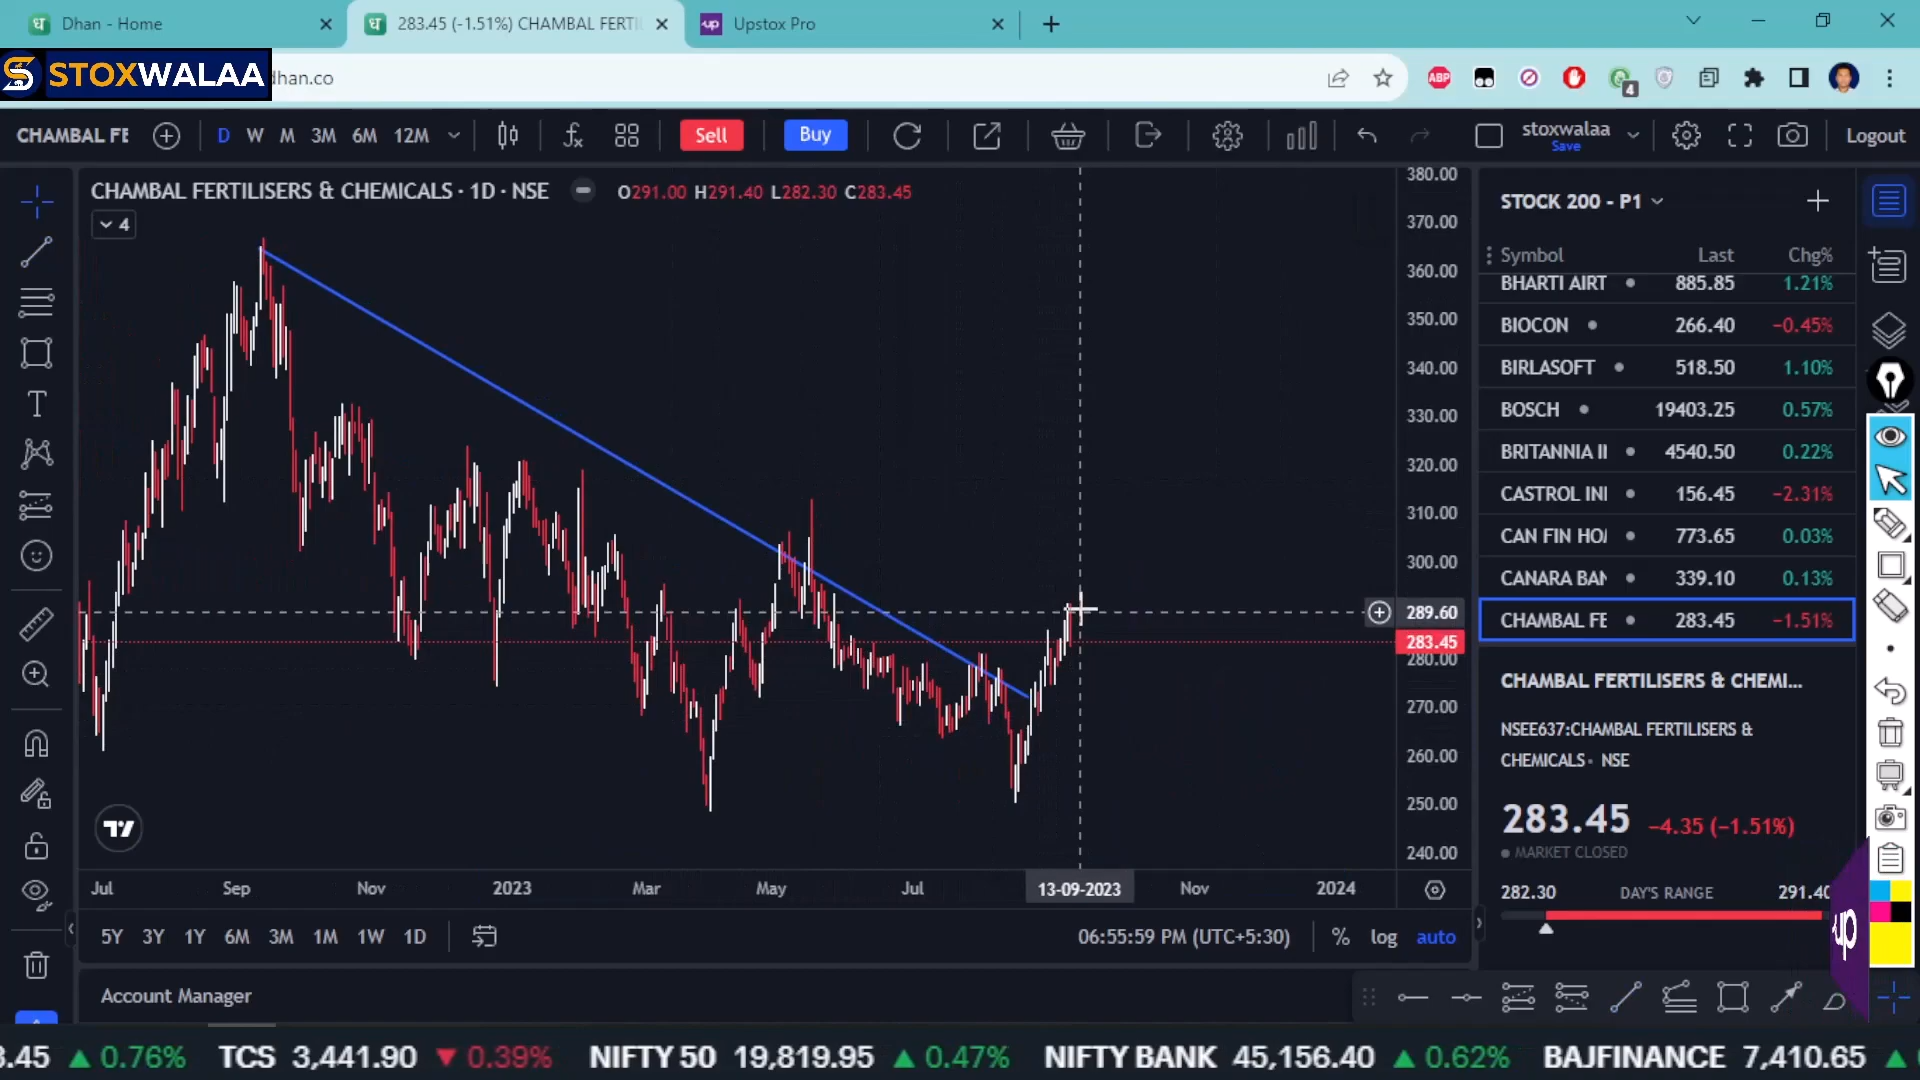 Dhan - Home
283.45 (-1.51%) CHAMBAL FERTI
Upstox Pro
STOXWALAA
dhan.co
ABP
4
CHAMBAL FE
D W M 3M 6M 12M
Sell
Buy
stoxwalaa
Save
Logout
CHAMBAL FERTILISERS & CHEMICALS · 1D · NSE
O291.00 H291.40 L282.30 C283.45
4
380.00
370.00
360.00
350.00
340.00
330.00
320.00
310.00
300.00
289.60
283.45
280.00
270.00
260.00
250.00
240.00
Jul Sep Nov 2023 Mar May Jul 13-09-2023 Nov 2024
5Y 3Y 1Y 6M 3M 1M 1W 1D
06:55:59 PM (UTC+5:30) % log auto
Account Manager
STOCK 200 - P1
Symbol Last Chg%
BHARTI AIRT 885.85 1.21%
BIOCON 266.40 −0.45%
BIRLASOFT 518.50 1.10%
BOSCH 19403.25 0.57%
BRITANNIA II 4540.50 0.22%
CASTROL INI 156.45 −2.31%
CAN FIN HO 773.65 0.03%
CANARA BAN 339.10 0.13%
CHAMBAL FE 283.45 −1.51%
CHAMBAL FERTILISERS & CHEMI...
NSEE637:CHAMBAL FERTILISERS &
CHEMICALS · NSE
283.45 −4.35 (−1.51%)
MARKET CLOSED
282.30 DAY'S RANGE 291.40
up
3.45 ▲ 0.76% TCS 3,441.90 ▼ 0.39% NIFTY 50 19,819.95 ▲ 0.47% NIFTY BANK 45,156.40 ▲ 0.62% BAJFINANCE 7,410.65 ▲